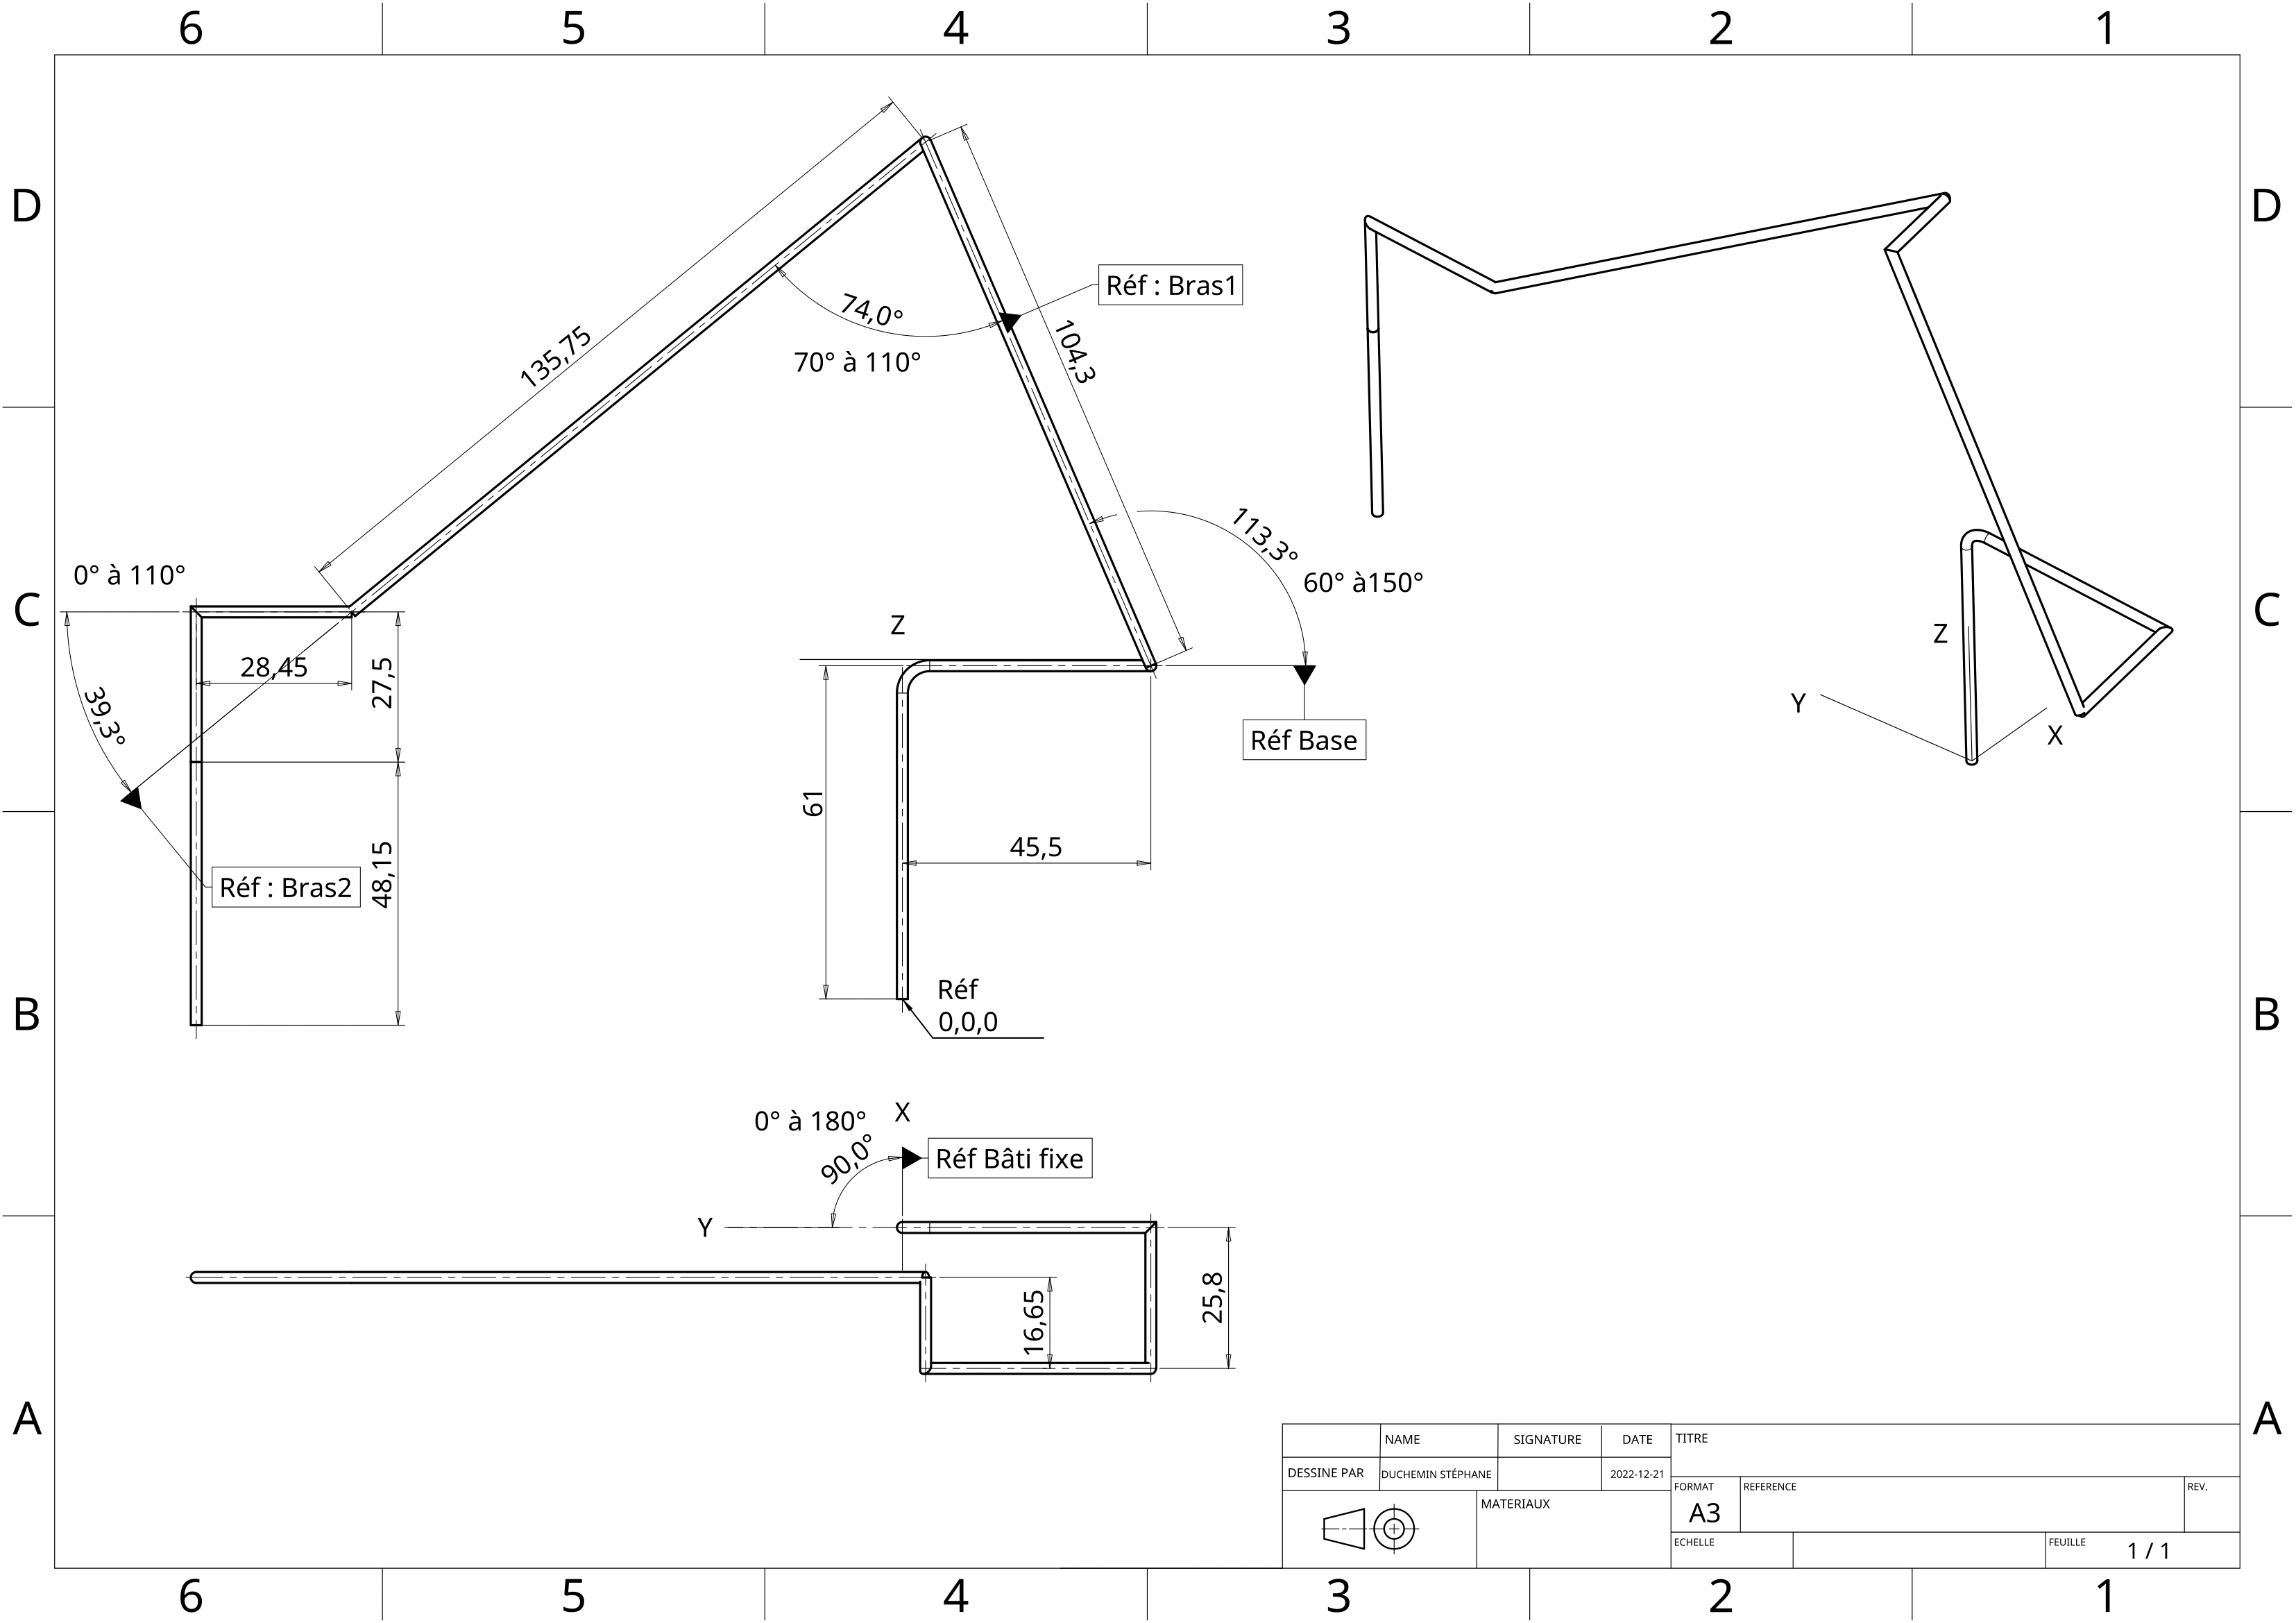 6 5 4 3 2 1
D D
Réf : Bras1
74,0°
70° à 110°
104,3
135,75
C C
113,3°
60° à150°
0° à 110°
Z
Z
28,45
27,5
39,3°
Y
X
Réf Base
61
45,5
48,15
Réf : Bras2
B B
Réf
0,0,0
0° à 180°
X
90,0°
Réf Bâti fixe
Y
16,65
25,8
A A
NAME SIGNATURE DATE
DESSINE PAR DUCHEMIN STÉPHANE 2022-12-21
MATERIAUX
TITRE
FORMAT REFERENCE REV.
A3
ECHELLE FEUILLE 1 / 1
6 5 4 3 2 1